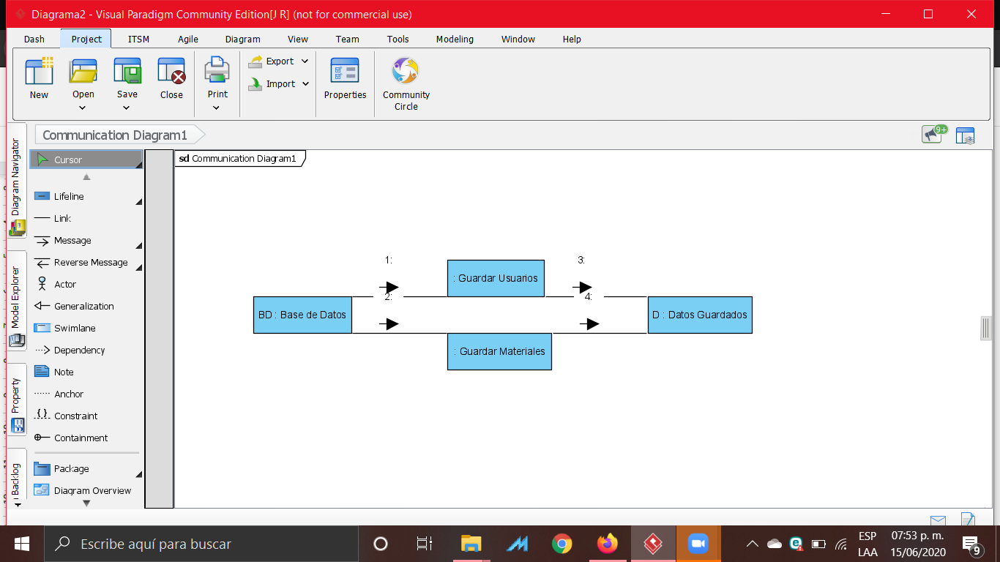 Diagrama2 - Visual Paradigm Community Edition[J R] (not for commercial use)
Dash Project ITSM Agile Diagram View Team Tools Modeling Window Help
New Open Save Close Print Export Import Properties Community Circle
Communication Diagram1
9+
Diagram Navigator
Model Explorer
Property
Backlog
Cursor
Lifeline
Link
Message
Reverse Message
Actor
Generalization
Swimlane
Dependency
Note
Anchor
Constraint
Containment
Package
Diagram Overview
sd Communication Diagram1
1:
3:
: Guardar Usuarios
2:
4:
BD : Base de Datos
D : Datos Guardados
: Guardar Materiales
Escribe aquí para buscar
ESP
LAA
07:53 p. m.
15/06/2020
9